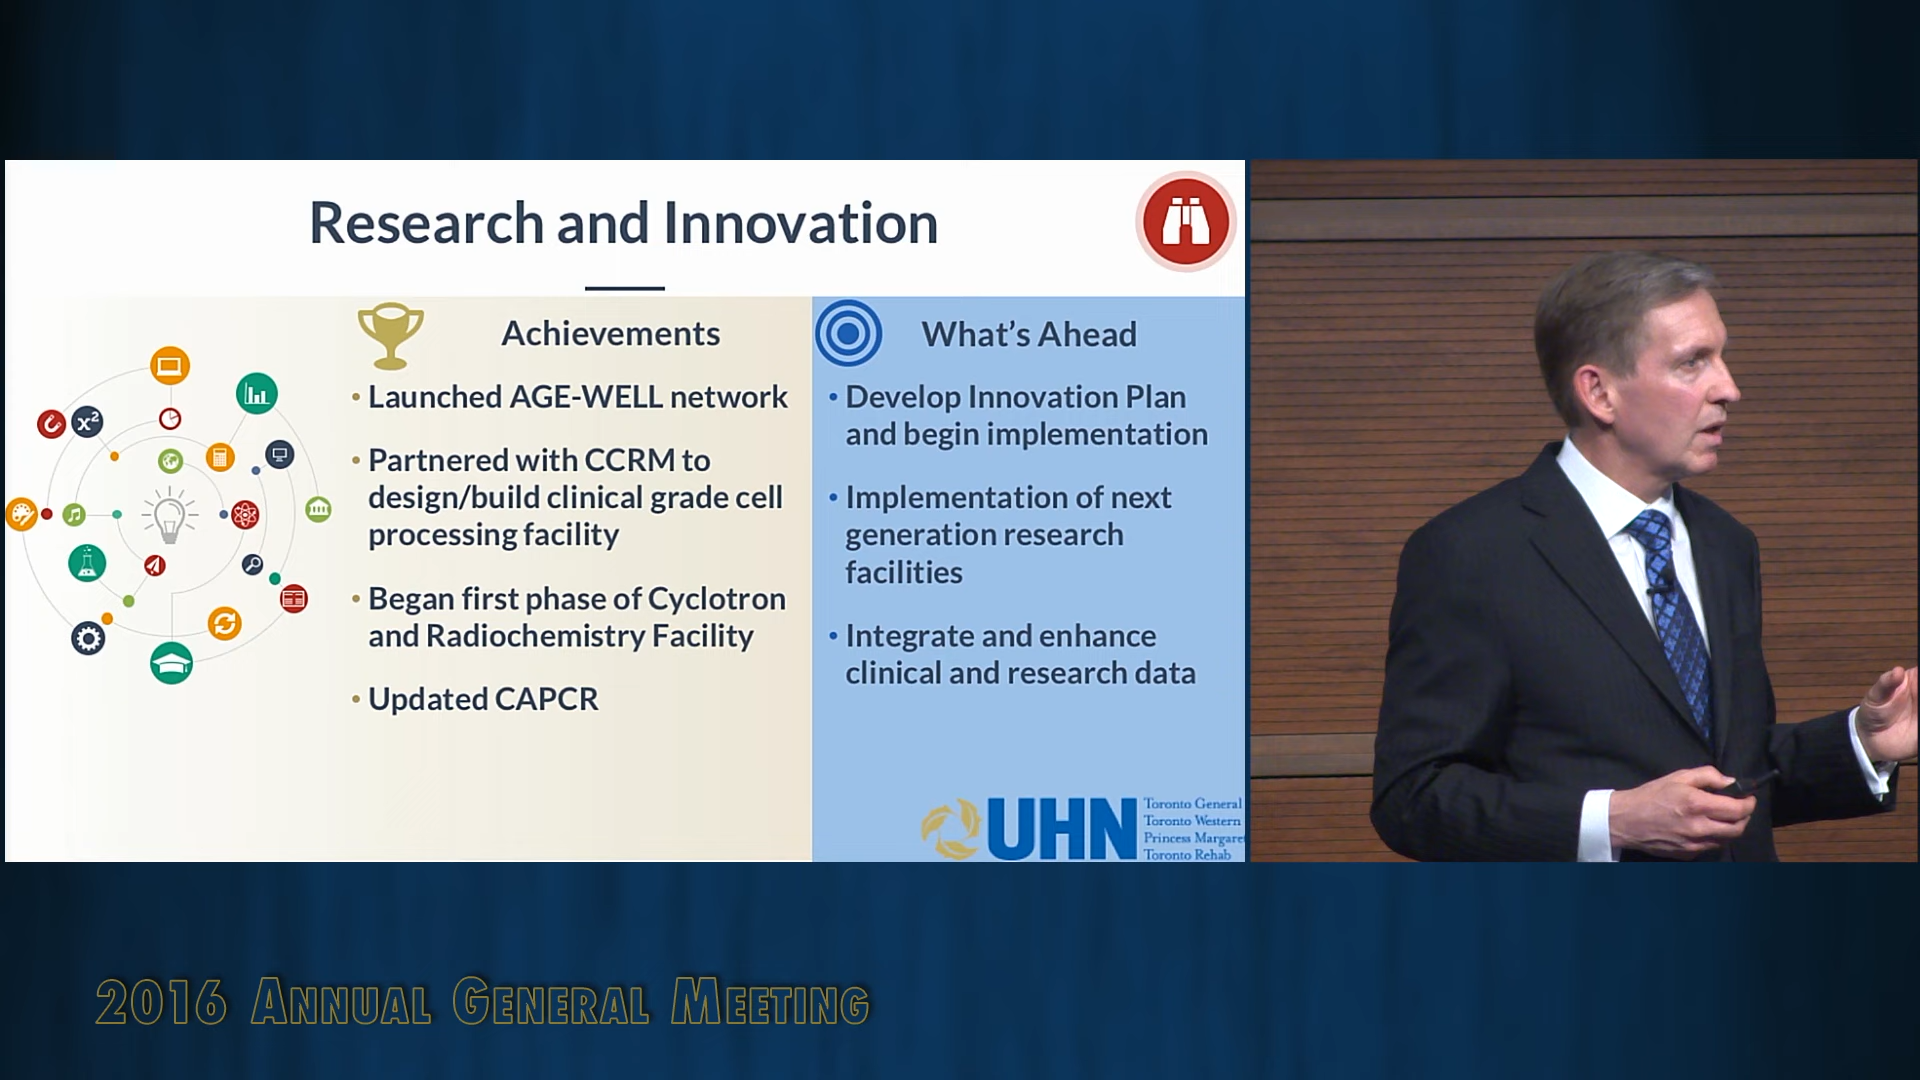 Research and Innovation
Achievements
• Launched AGE-WELL network
• Partnered with CCRM to
design/build clinical grade cell
processing facility
• Began first phase of Cyclotron
and Radiochemistry Facility
• Updated CAPCR
What's Ahead
• Develop Innovation Plan
and begin implementation
• Implementation of next
generation research
facilities
• Integrate and enhance
clinical and research data
x²
UHN
Toronto General
Toronto Western
Princess Margaret
Toronto Rehab
2016 Annual General Meeting